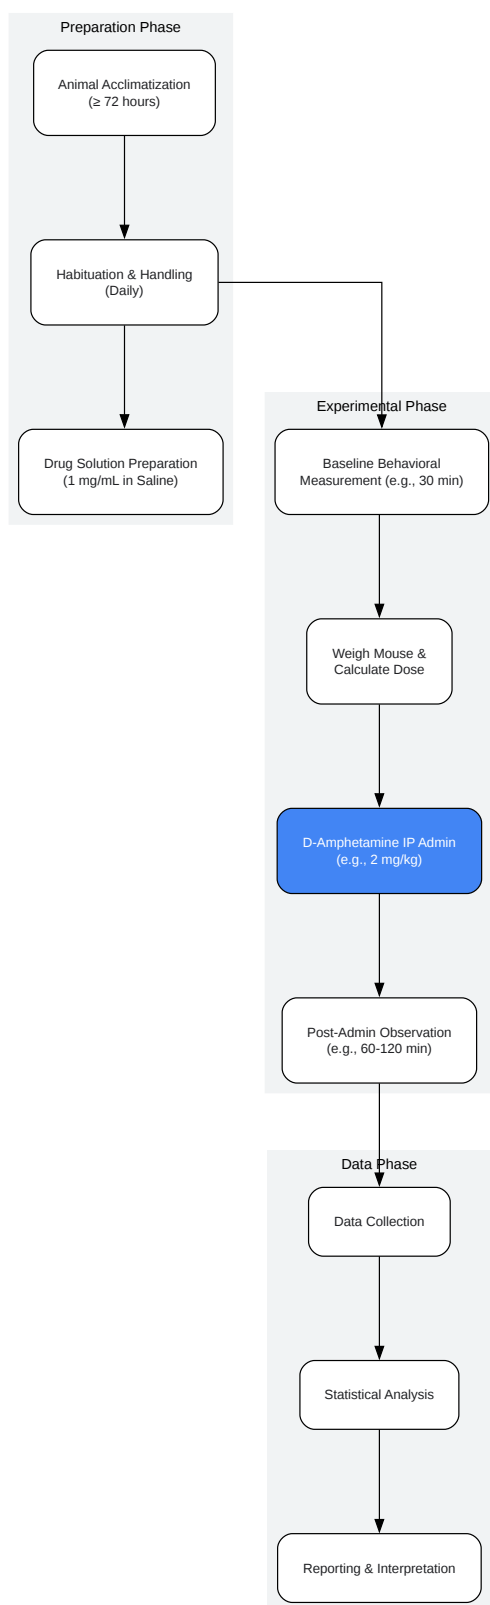 Preparation Phase
Animal Acclimatization
(≥ 72 hours)
Habituation & Handling
(Daily)
Drug Solution Preparation
(1 mg/mL in Saline)
Experimental Phase
Baseline Behavioral
Measurement (e.g., 30 min)
Weigh Mouse &
Calculate Dose
D-Amphetamine IP Admin
(e.g., 2 mg/kg)
Post-Admin Observation
(e.g., 60-120 min)
Data Phase
Data Collection
Statistical Analysis
Reporting & Interpretation